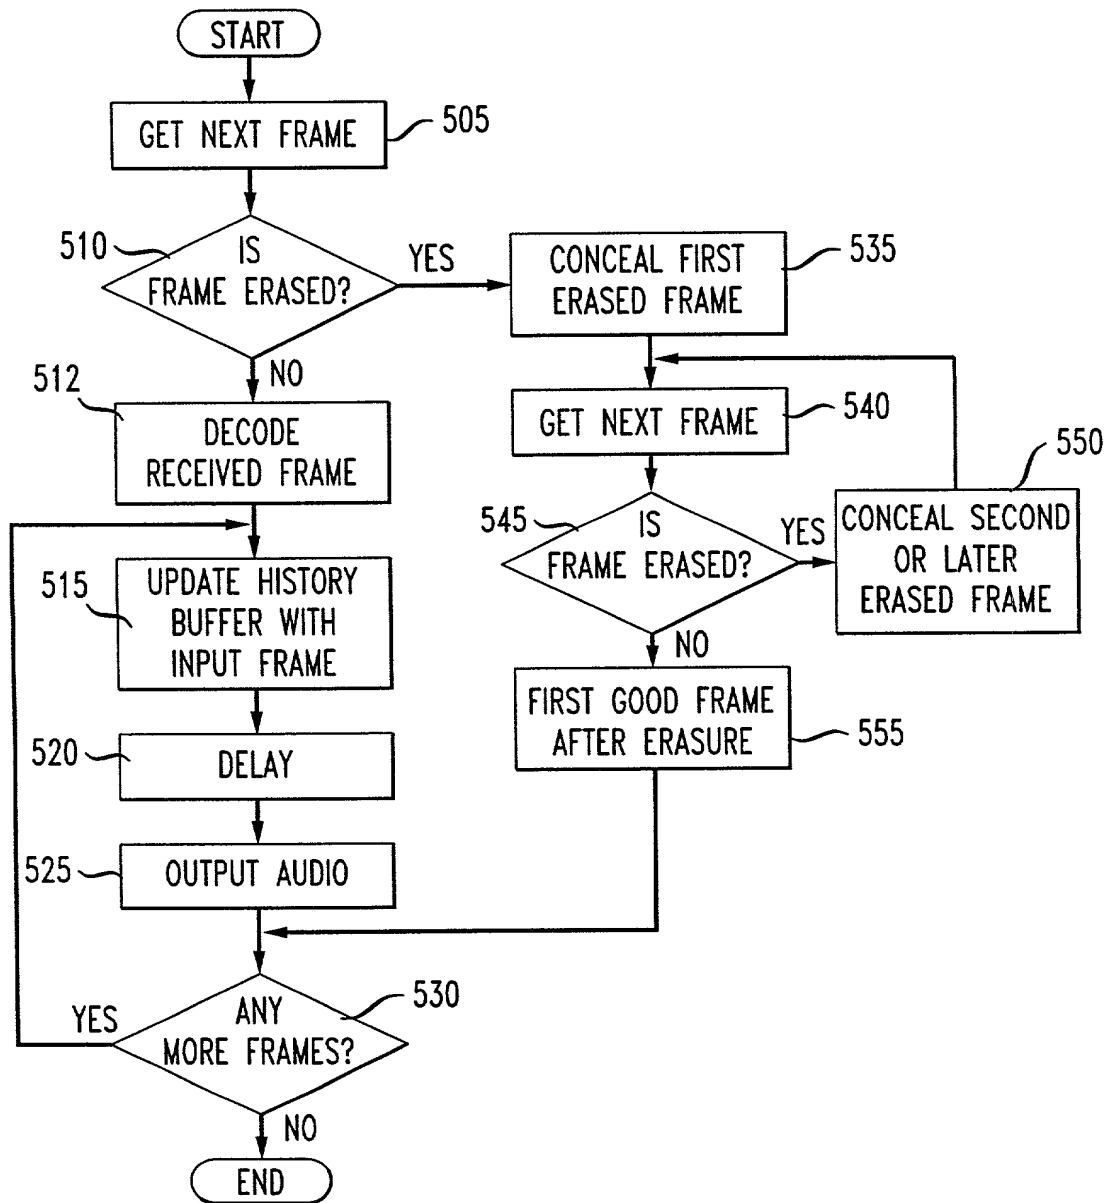 START
GET NEXT FRAME
505
510
IS
FRAME ERASED?
YES
NO
CONCEAL FIRST
ERASED FRAME
535
512
DECODE
RECEIVED FRAME
GET NEXT FRAME
540
545
IS
FRAME ERASED?
YES
NO
550
CONCEAL SECOND
OR LATER
ERASED FRAME
515
UPDATE HISTORY
BUFFER WITH
INPUT FRAME
FIRST GOOD FRAME
AFTER ERASURE
555
520
DELAY
525
OUTPUT AUDIO
530
ANY
MORE FRAMES?
YES
NO
END